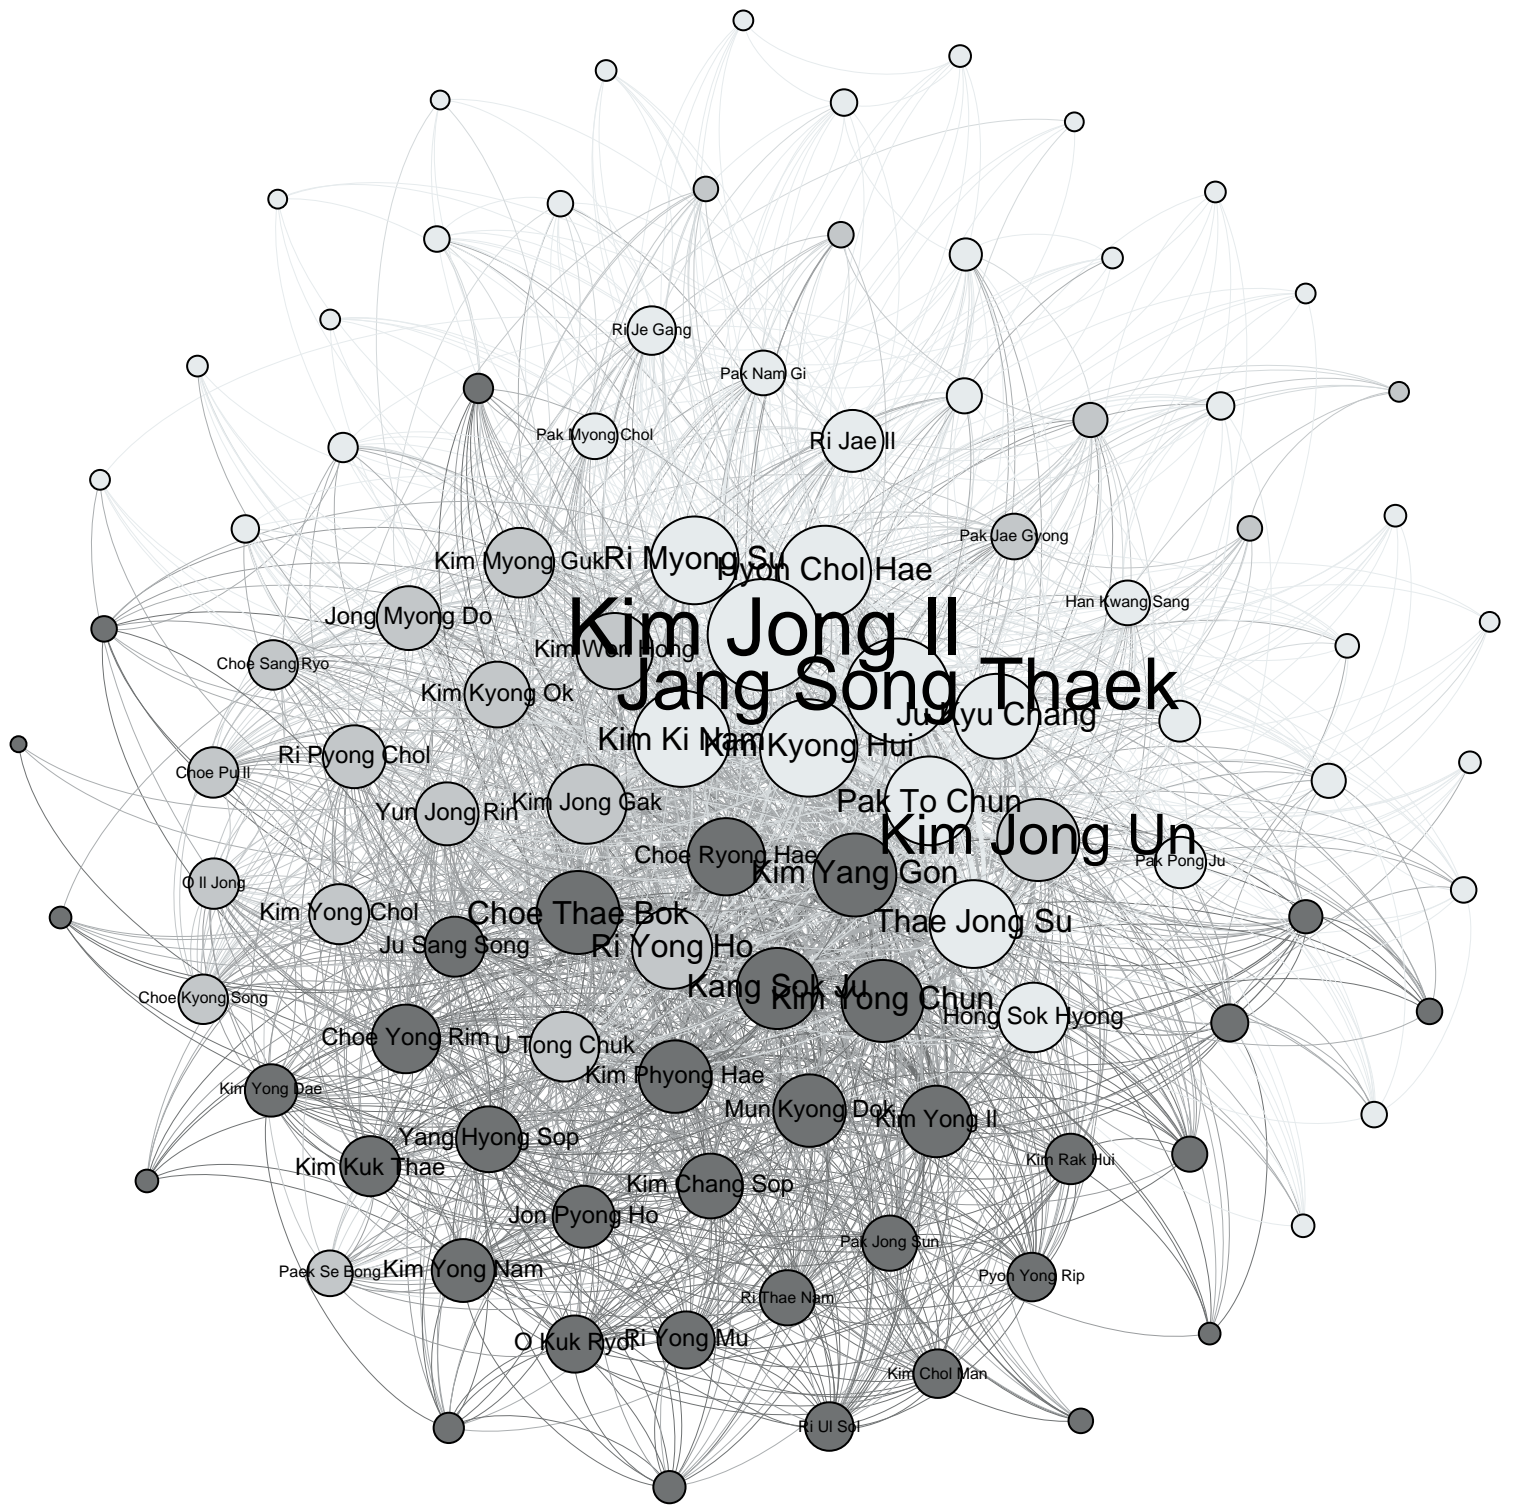 Ri Je Gang
Pak Nam Gi
Pak Myong Chol
Ri Jae Il
Pak Jae Gyong
Kim Myong Guk
Ri Myong Su
Hyon Chol Hae
Han Kwang Sang
Jong Myong Do
Kim Jong Il
Kim Won Hong
Choe Sang Ryo
Kim Kyong Ok
Jang Song Thaek
Ju Kyu Chang
Kim Ki Nam
Kim Kyong Hui
Ri Pyong Chol
Choe Pu Il
Yun Jong Rin
Kim Jong Gak
Pak To Chun
Kim Jong Un
Choe Ryong Hae
Pak Pong Ju
Kim Yang Gon
O Il Jong
Kim Yong Chol
Choe Thae Bok
Thae Jong Su
Ju Sang Song
Ri Yong Ho
Kang Sok Ju
Kim Yong Chun
Choe Kyong Song
Hong Sok Hyong
Choe Yong Rim
U Tong Chuk
Kim Phyong Hae
Kim Yong Dae
Mun Kyong Dok
Kim Yong Il
Yang Hyong Sop
Kim Kuk Thae
Kim Rak Hui
Kim Chang Sop
Jon Pyong Ho
Pak Jong Sun
Paek Se Bong
Kim Yong Nam
Pyon Yong Rip
Ri Thae Nam
O Kuk Ryol
Ri Yong Mu
Kim Chol Man
Ri Ul Sol